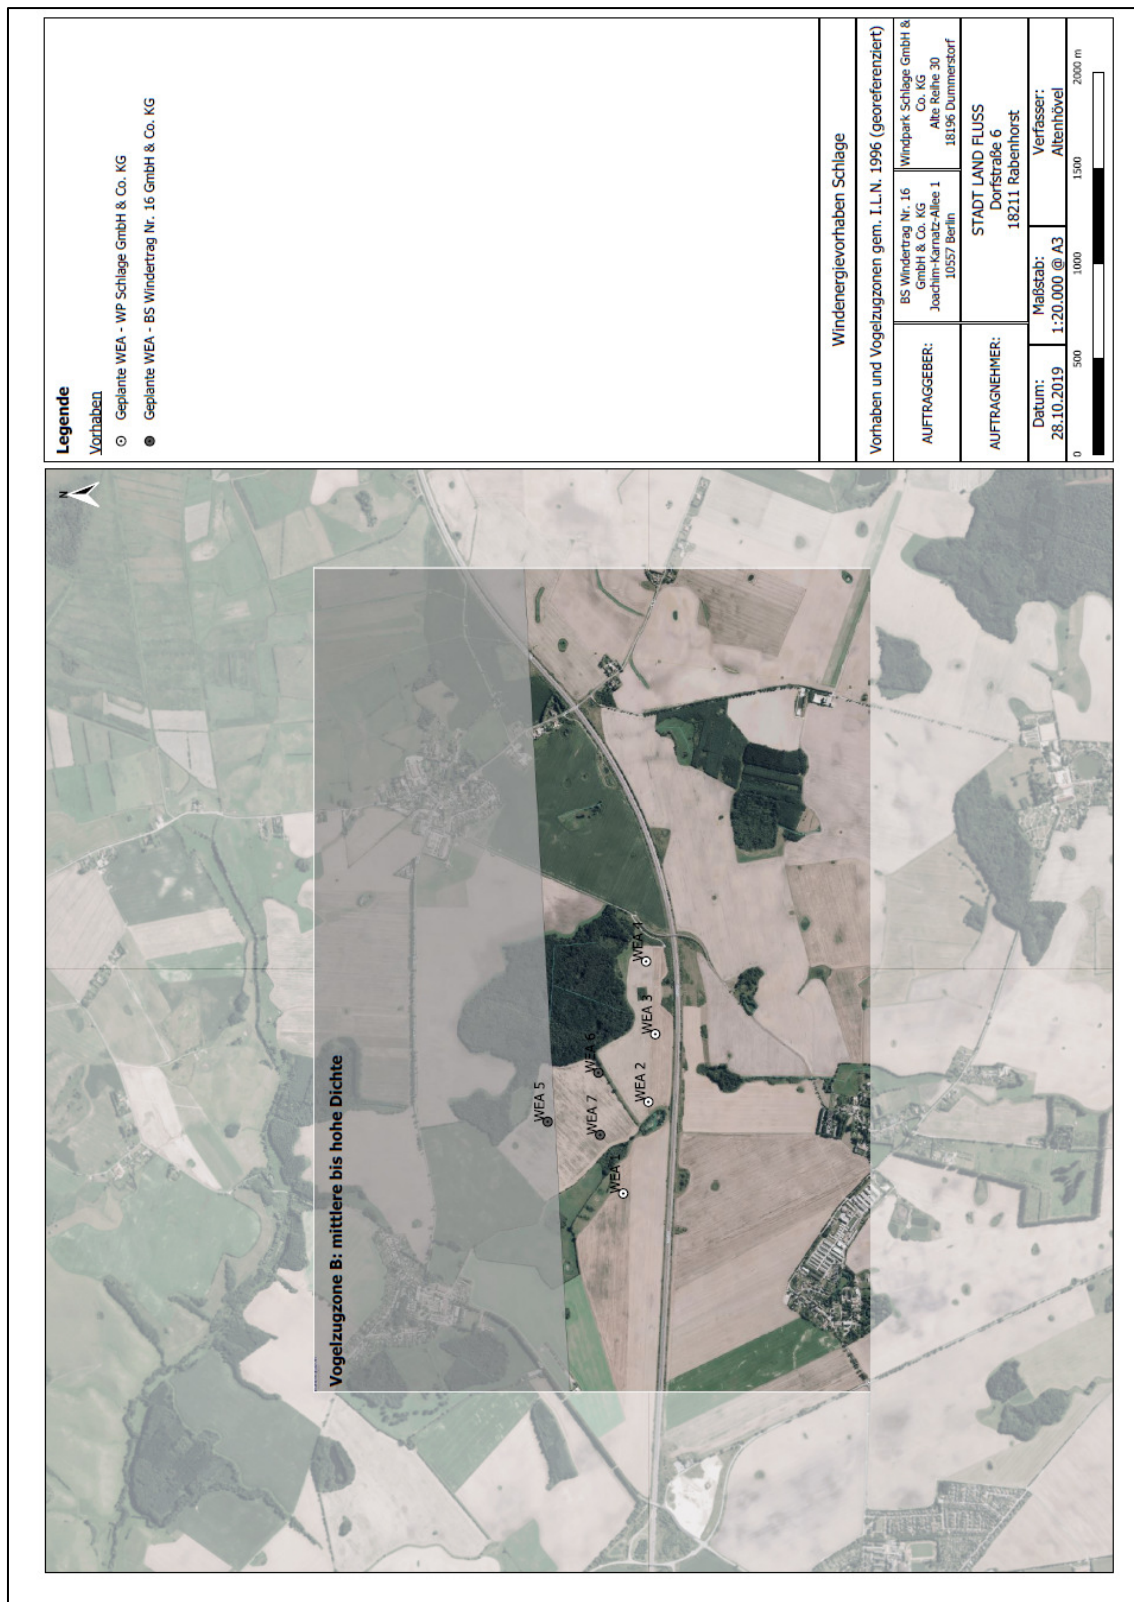 Legende
Vorhaben
Geplante WEA - WP Schlage GmbH & Co. KG
Geplante WEA - BS Windertrag Nr. 16 GmbH & Co. KG
Windenergievorhaben Schlage
Vorhaben und Vogelzugzonen gem. I.L.N. 1996 (georeferenziert)
AUFTRAGGEBER:
BS Windertrag Nr. 16
GmbH & Co. KG
Joachim-Karnatz-Allee 1
10557 Berlin
Windpark Schlage GmbH &
Co. KG
Alte Reihe 30
18196 Dummerstorf
AUFTRAGNEHMER:
STADT LAND FLUSS
Dorfstraße 6
18211 Rabenhorst
Datum:
28.10.2019
Maßstab:
1:20.000 @ A3
Verfasser:
Altenhövel
0 500 1000 1500 2000 m
N
Vogelzugzone B: mittlere bis hohe Dichte
WEA 5
WEA 6
WEA 7
WEA 1
WEA 2
WEA 3
WEA 4